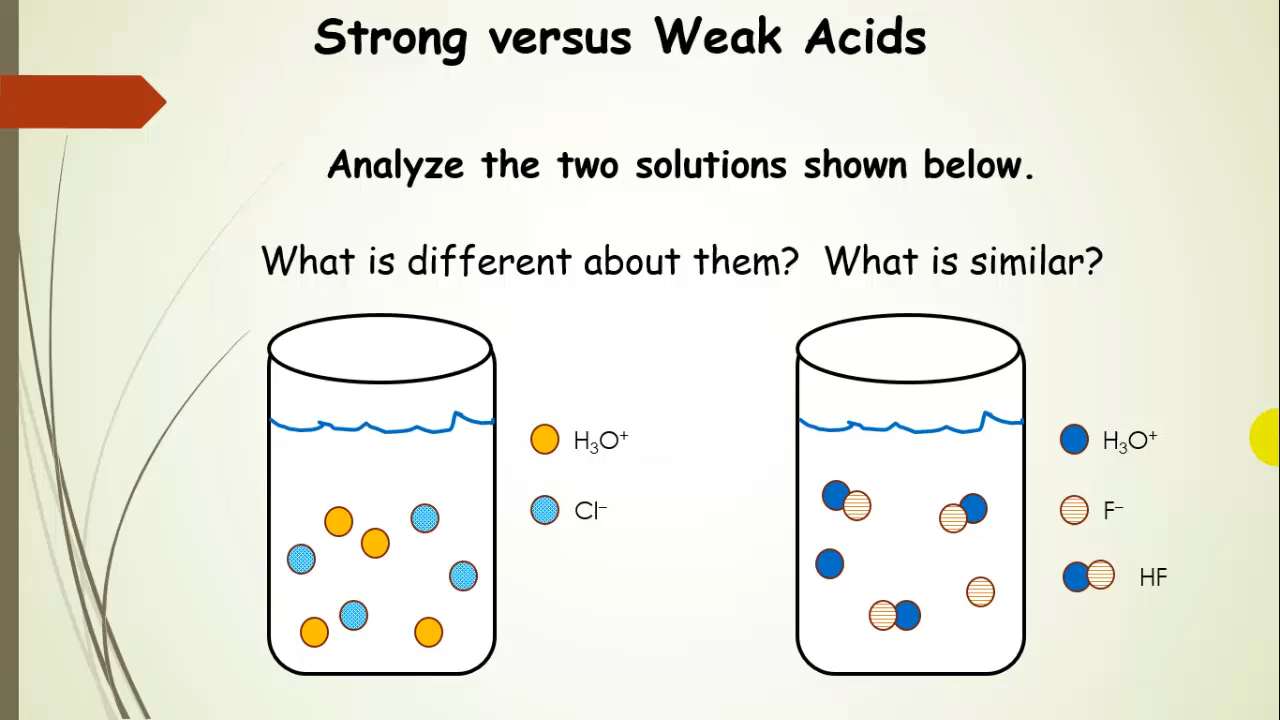 Strong versus Weak Acids
Analyze the two solutions shown below.
What is different about them? What is similar?
H₃O⁺
Cl⁻
H₃O⁺
F⁻
HF